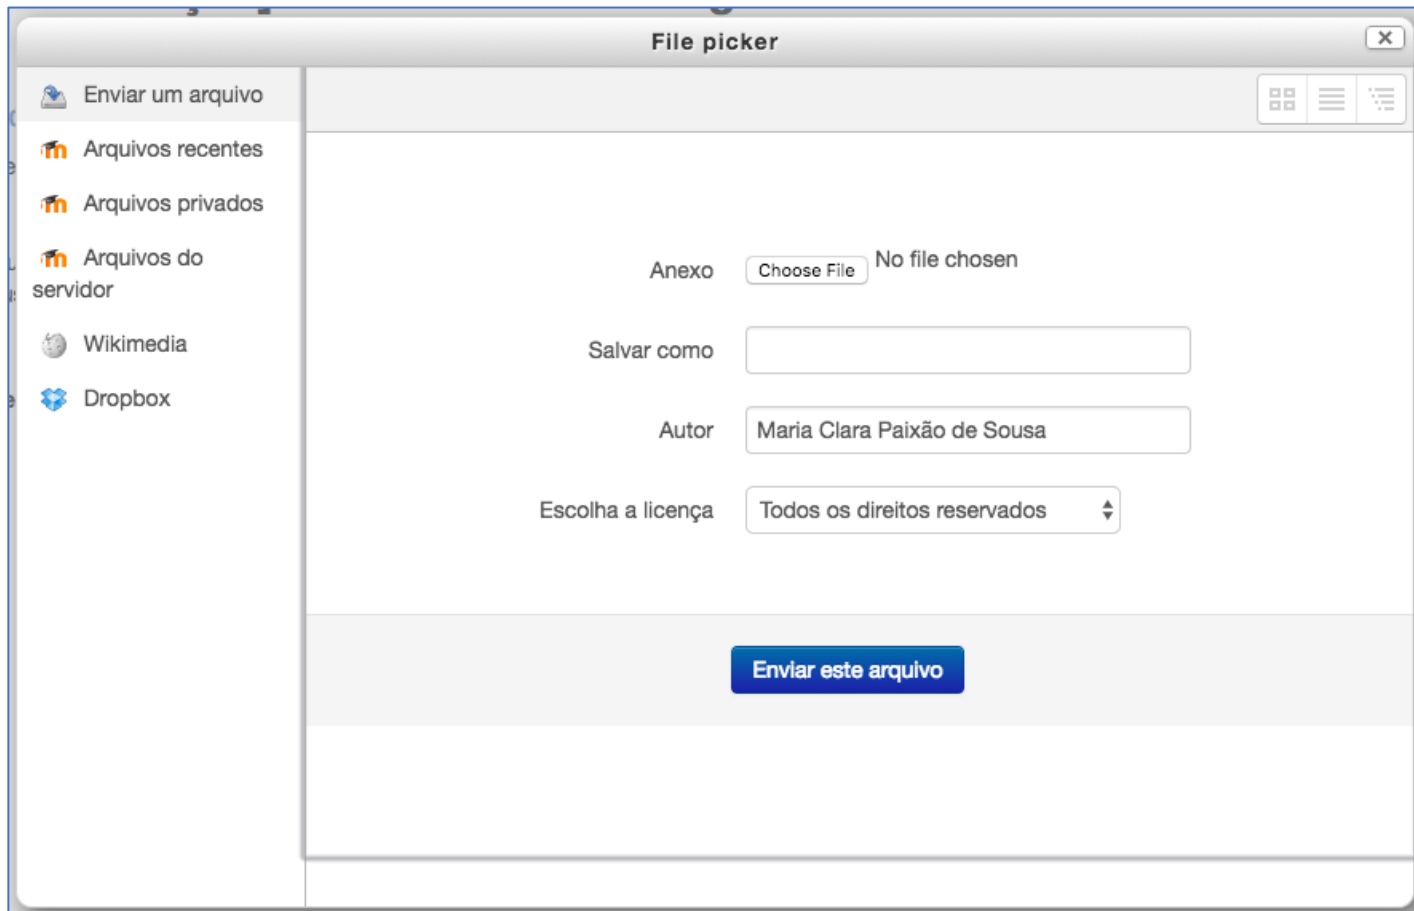 File picker
Enviar um arquivo
Arquivos recentes
Arquivos privados
Arquivos do
servidor
Wikimedia
Dropbox
Anexo Choose File No file chosen
Salvar como
Autor Maria Clara Paixão de Sousa
Escolha a licença Todos os direitos reservados
Enviar este arquivo